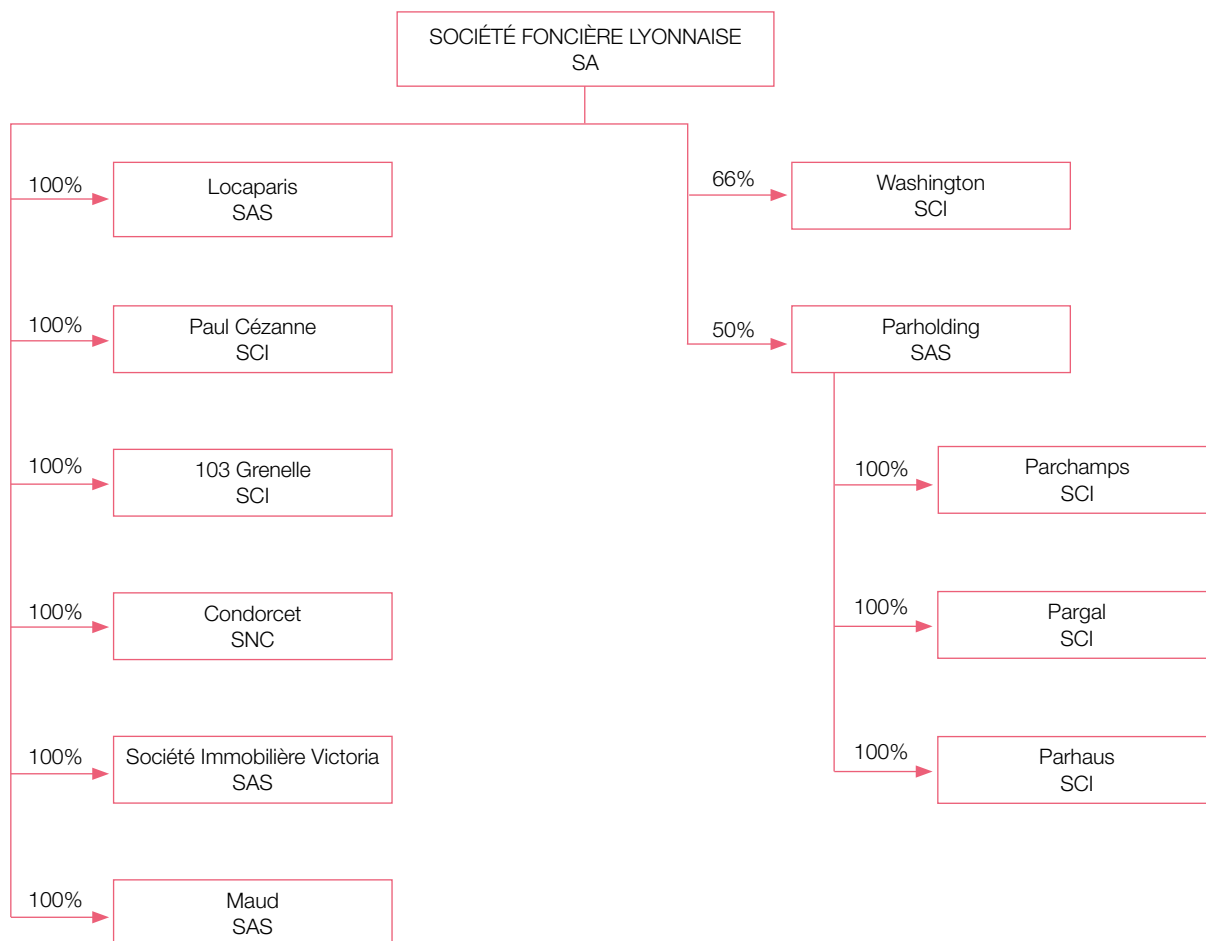 SOCIÉTÉ FONCIÈRE LYONNAISE
SA
100%
Locaparis
SAS
66%
Washington
SCI
100%
Paul Cézanne
SCI
50%
Parholding
SAS
100%
103 Grenelle
SCI
100%
Parchamps
SCI
100%
Condorcet
SNC
100%
Pargal
SCI
100%
Société Immobilière Victoria
SAS
100%
Parhaus
SCI
100%
Maud
SAS